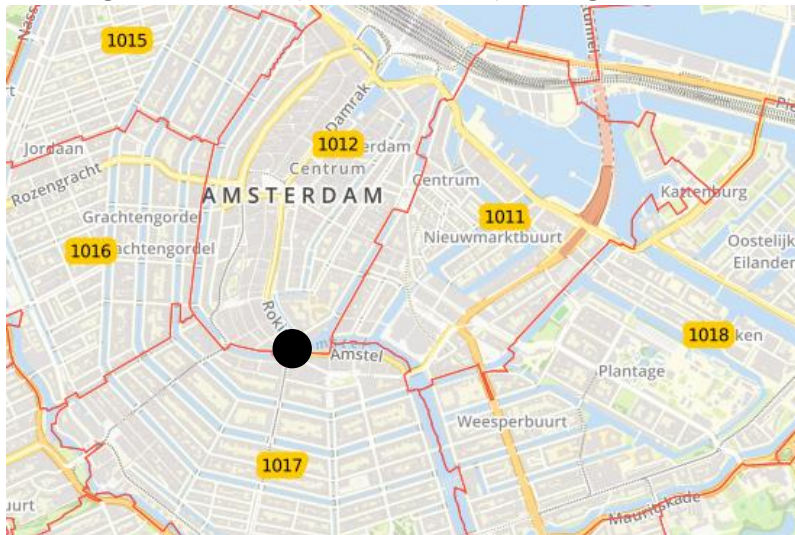 1015
Damrak
1012
Jordaan
Centrum
Rozengracht
AMSTERDAM
Centrum
Kattenburg
1011
Grachtengordel
Nieuwmarktbuurt
Oostelijk
Eilanden
1016
1018
Amstel
Plantage
Weesperbuurt
1017
Mauritskade